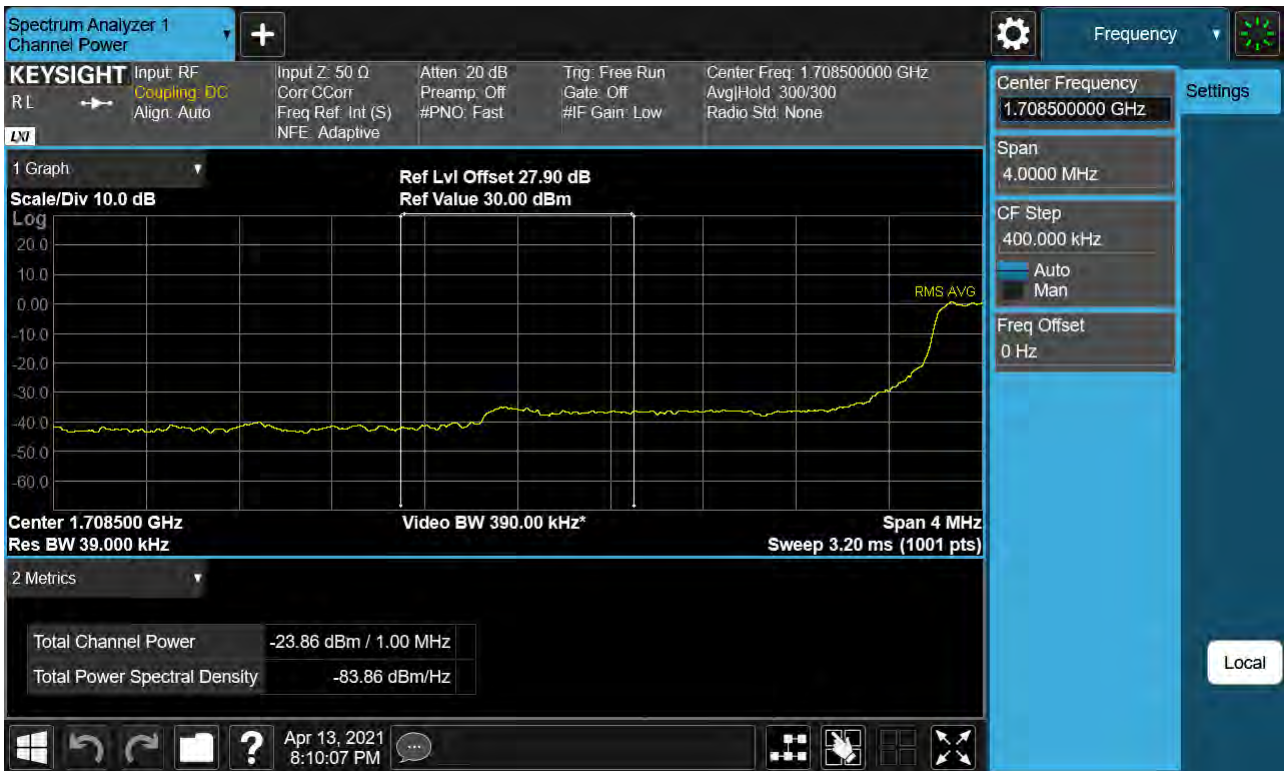 Spectrum Analyzer 1
Channel Power
+
Frequency
KEYSIGHT
R L
LXI
Input: RF
Coupling: DC
Align: Auto
Input Z: 50 Ω
Corr CCorr
Freq Ref: Int (S)
NFE: Adaptive
Atten: 20 dB
Preamp: Off
#PNO: Fast
Trig: Free Run
Gate: Off
#IF Gain: Low
Center Freq: 1.708500000 GHz
Avg|Hold: 300/300
Radio Std: None
Center Frequency
1.708500000 GHz
Settings
Span
4.0000 MHz
CF Step
400.000 kHz
Auto
Man
Freq Offset
0 Hz
1 Graph
Scale/Div 10.0 dB
Ref Lvl Offset 27.90 dB
Ref Value 30.00 dBm
Log
20.0
10.0
0.00
-10.0
-20.0
-30.0
-40.0
-50.0
-60.0
RMS AVG
Center 1.708500 GHz
Res BW 39.000 kHz
Video BW 390.00 kHz*
Span 4 MHz
Sweep 3.20 ms (1001 pts)
2 Metrics
Total Channel Power -23.86 dBm / 1.00 MHz
Total Power Spectral Density -83.86 dBm/Hz
Local
?
Apr 13, 2021
8:10:07 PM